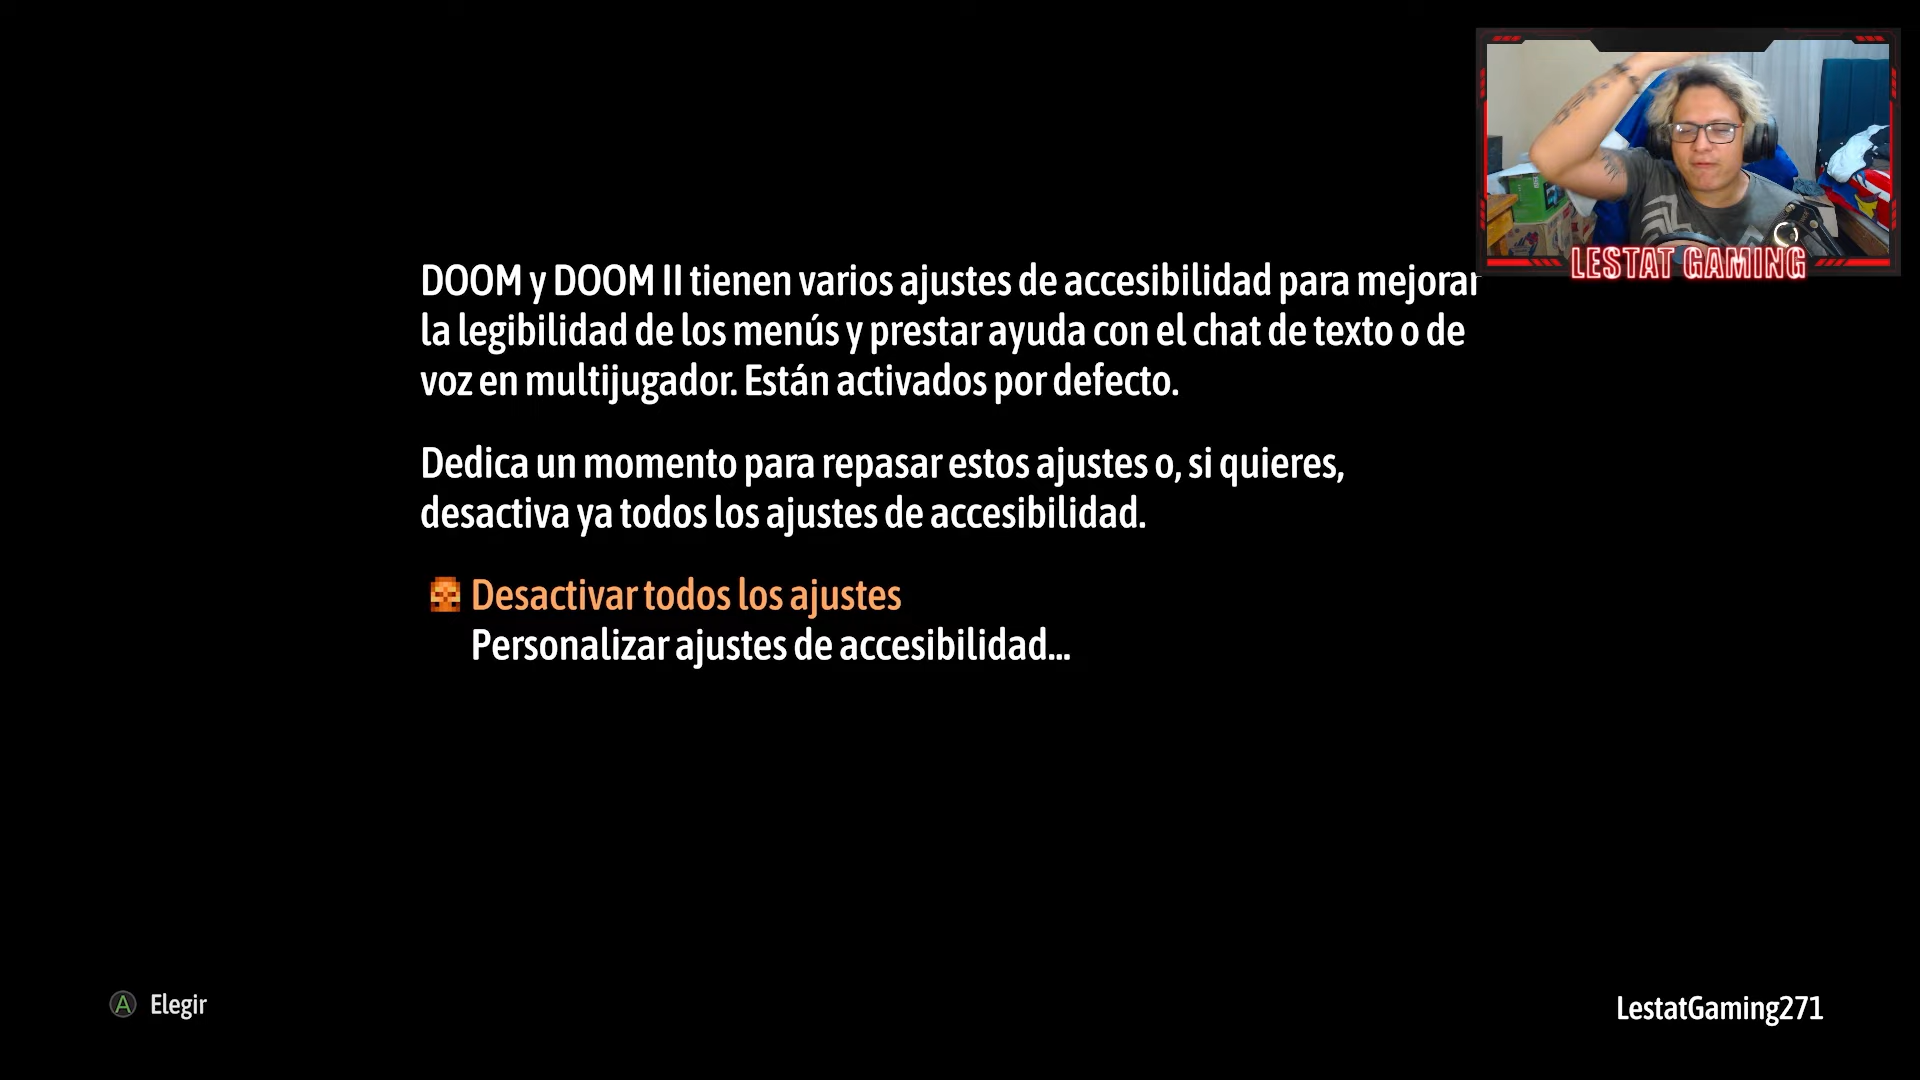 DOOM y DOOM II tienen varios ajustes de accesibilidad para mejorar
la legibilidad de los menús y prestar ayuda con el chat de texto o de
voz en multijugador. Están activados por defecto.
Dedica un momento para repasar estos ajustes o, si quieres,
desactiva ya todos los ajustes de accesibilidad.
Desactivar todos los ajustes
Personalizar ajustes de accesibilidad...
LESTAT GAMING
A Elegir
LestatGaming271